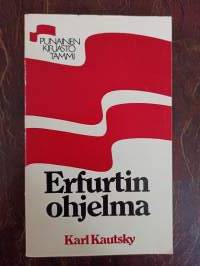 PUNAINEN
KIRJASTO
TAMMI
Erfurtin
ohjelma
Karl Kautsky